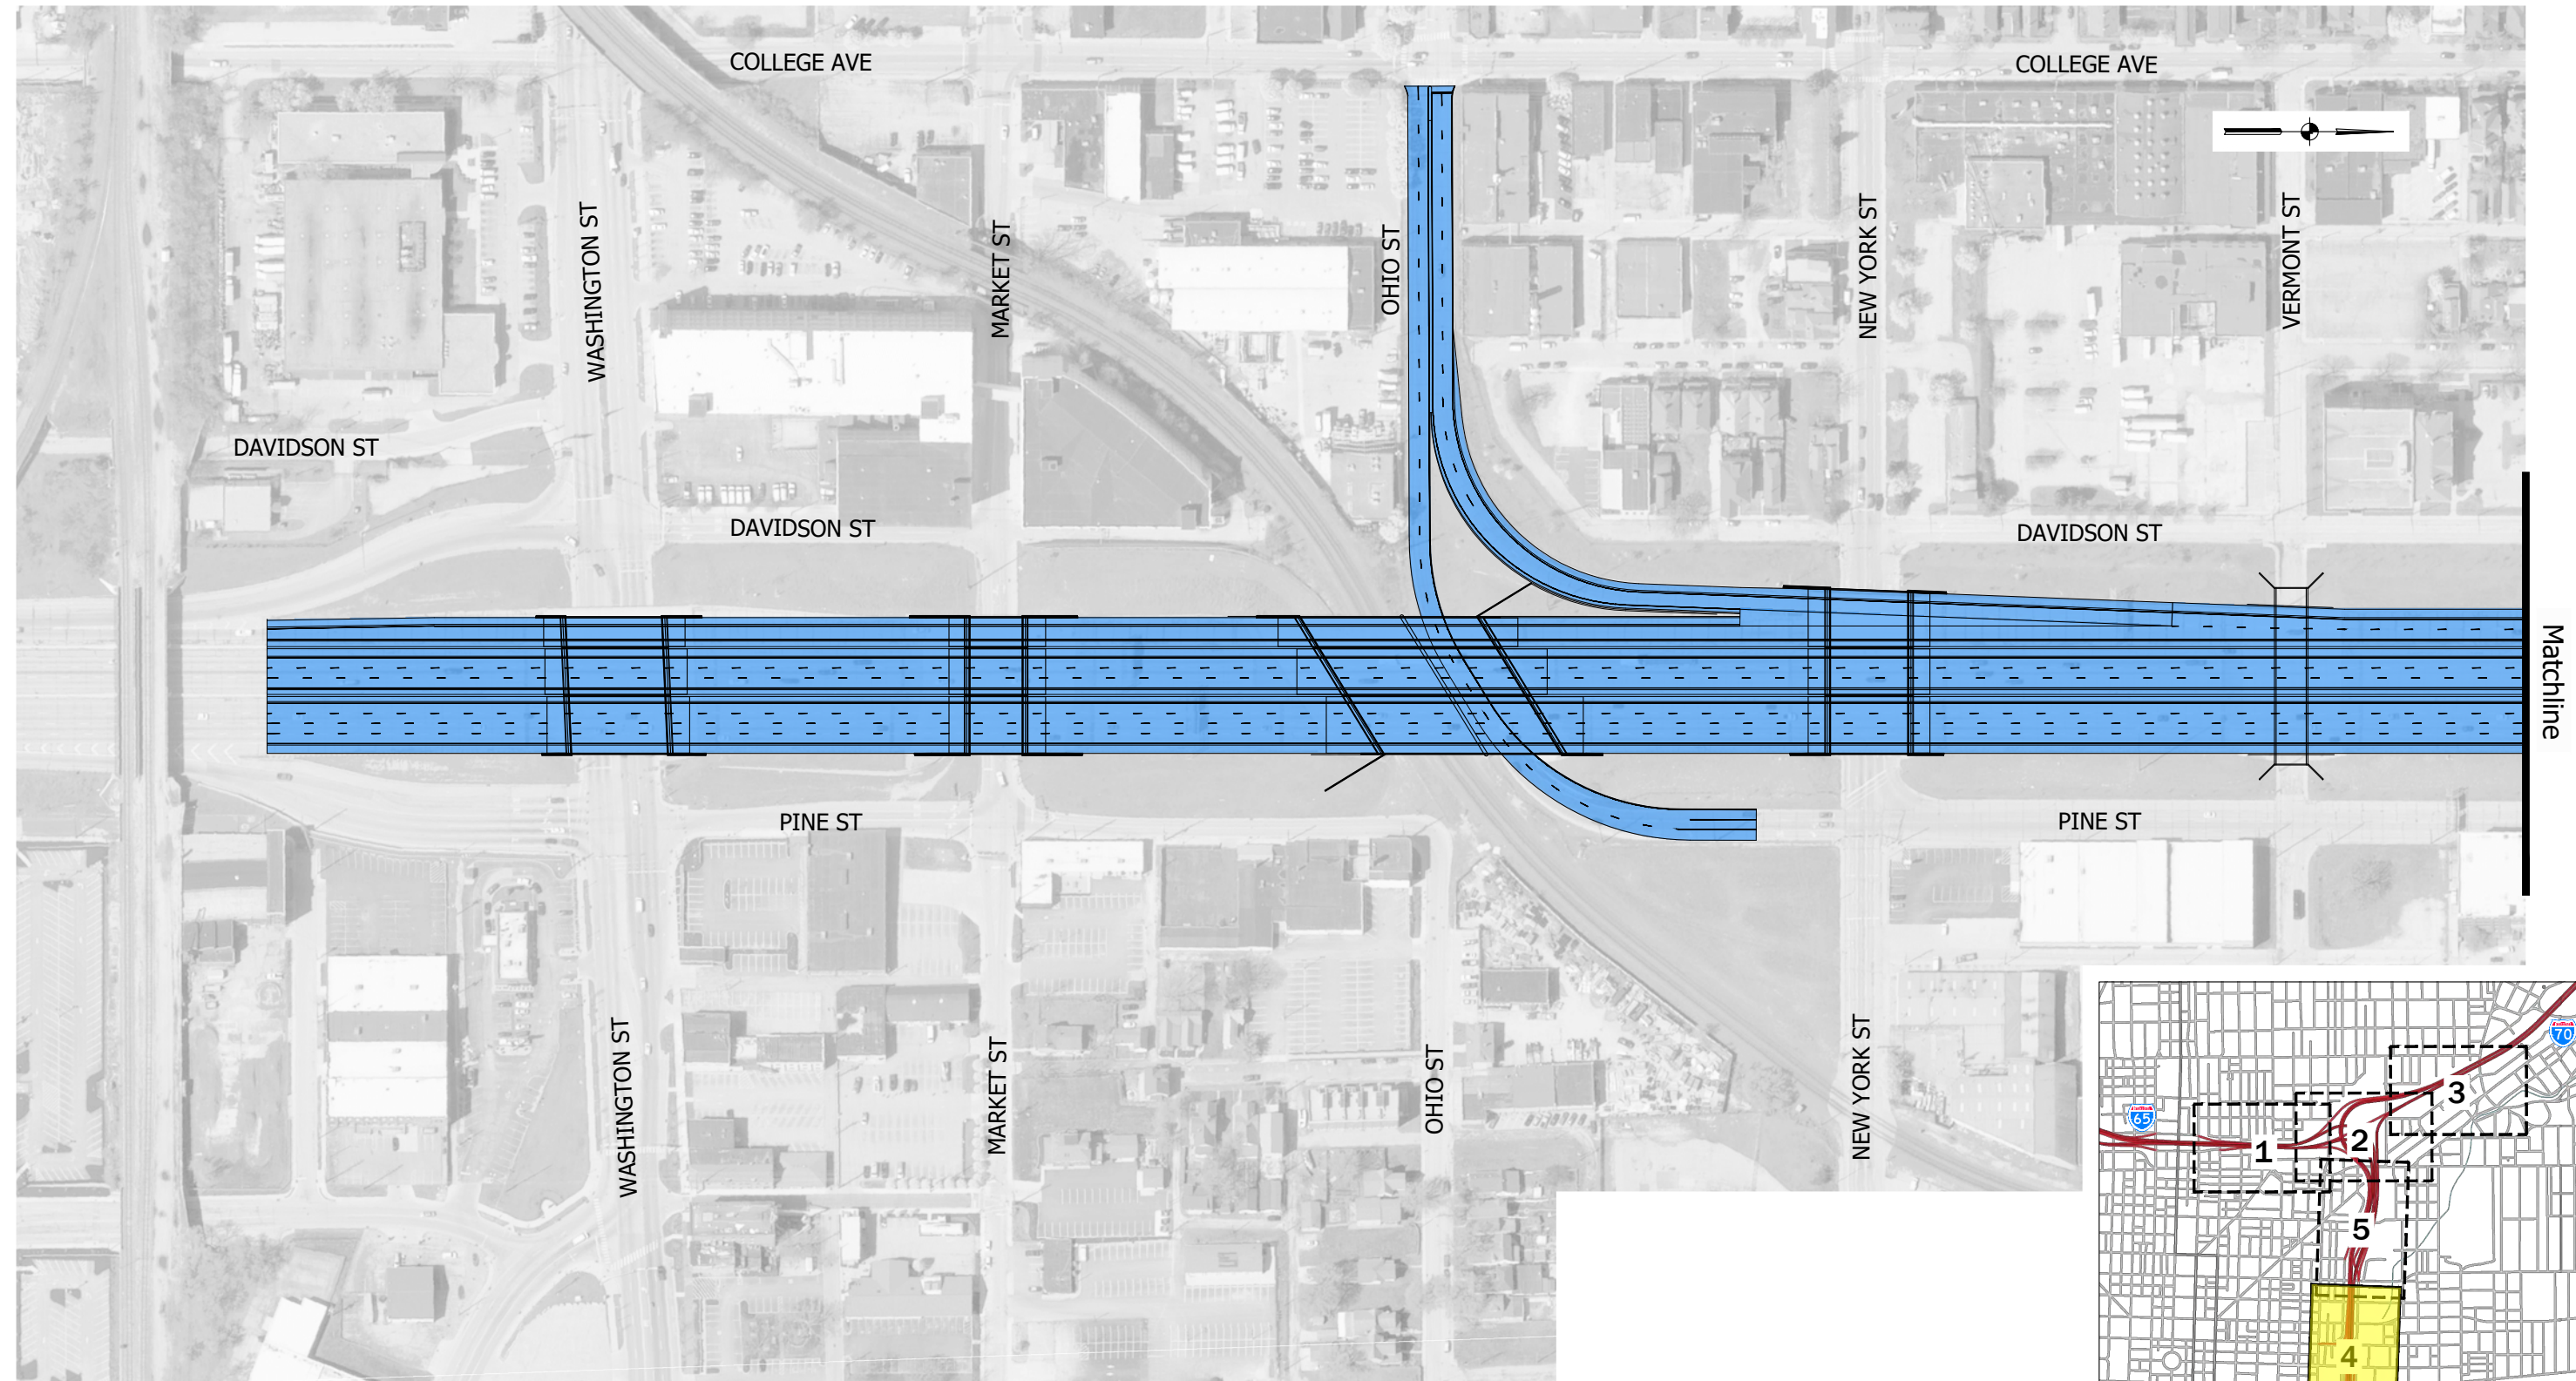 COLLEGE AVE
COLLEGE AVE
WASHINGTON ST
MARKET ST
OHIO ST
NEW YORK ST
VERMONT ST
DAVIDSON ST
DAVIDSON ST
DAVIDSON ST
Matchline
PINE ST
PINE ST
WASHINGTON ST
MARKET ST
OHIO ST
NEW YORK ST
70
65
3
2
1
5
4